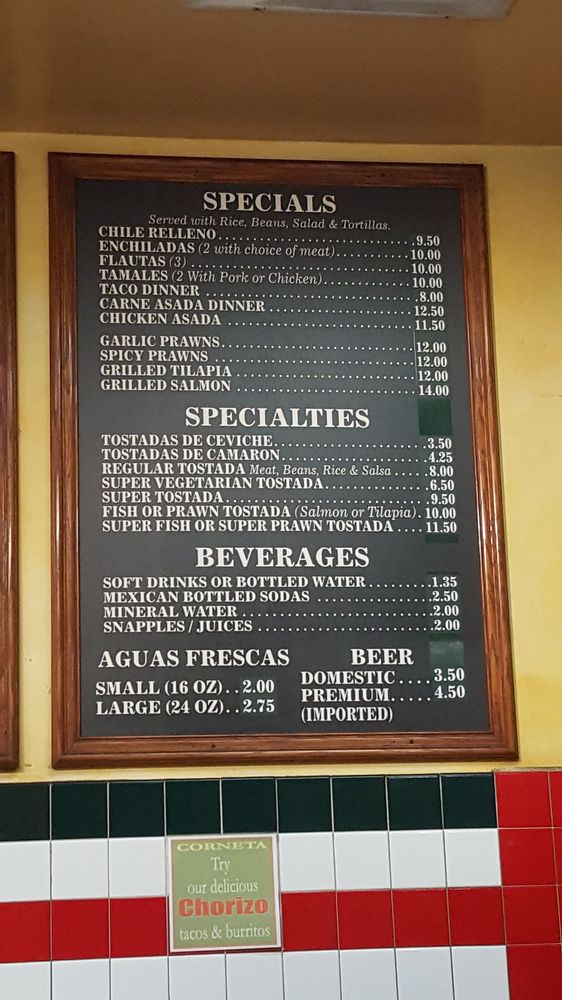 SPECIALS
Served with Rice, Beans, Salad & Tortillas.
CHILE RELLENO.........................9.50
ENCHILADAS (2 with choice of meat).........10.00
FLAUTAS (3) ............................10.00
TAMALES (2 With Pork or Chicken)...........10.00
TACO DINNER ..........................8.00
CARNE ASADA DINNER ..................12.50
CHICKEN ASADA .......................11.50
GARLIC PRAWNS........................12.00
SPICY PRAWNS .........................12.00
GRILLED TILAPIA ......................12.00
GRILLED SALMON ......................14.00
SPECIALTIES
TOSTADAS DE CEVICHE...................3.50
TOSTADAS DE CAMARON..................4.25
REGULAR TOSTADA Meat, Beans, Rice & Salsa .....8.00
SUPER VEGETARIAN TOSTADA.............6.50
SUPER TOSTADA.........................9.50
FISH OR PRAWN TOSTADA (Salmon or Tilapia). 10.00
SUPER FISH OR SUPER PRAWN TOSTADA ....11.50
BEVERAGES
SOFT DRINKS OR BOTTLED WATER........1.35
MEXICAN BOTTLED SODAS ...............2.50
MINERAL WATER ........................2.00
SNAPPLES / JUICES ......................2.00
AGUAS FRESCAS
SMALL (16 OZ)..2.00
LARGE (24 OZ)..2.75
BEER
DOMESTIC....3.50
PREMIUM.....4.50
(IMPORTED)
CORNETA
Try
our delicious
Chorizo
tacos & burritos